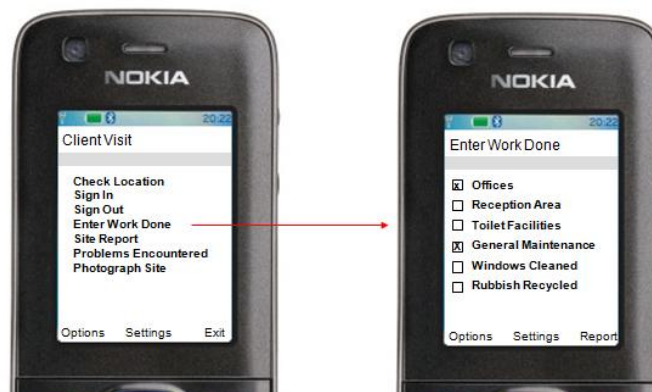 NOKIA
20:22
Client Visit
Check Location
Sign In
Sign Out
Enter Work Done
Site Report
Problems Encountered
Photograph Site
Options Settings Exit
NOKIA
20:22
Enter Work Done
x Offices
Reception Area
Toilet Facilities
X General Maintenance
Windows Cleaned
Rubbish Recycled
Options Settings Report